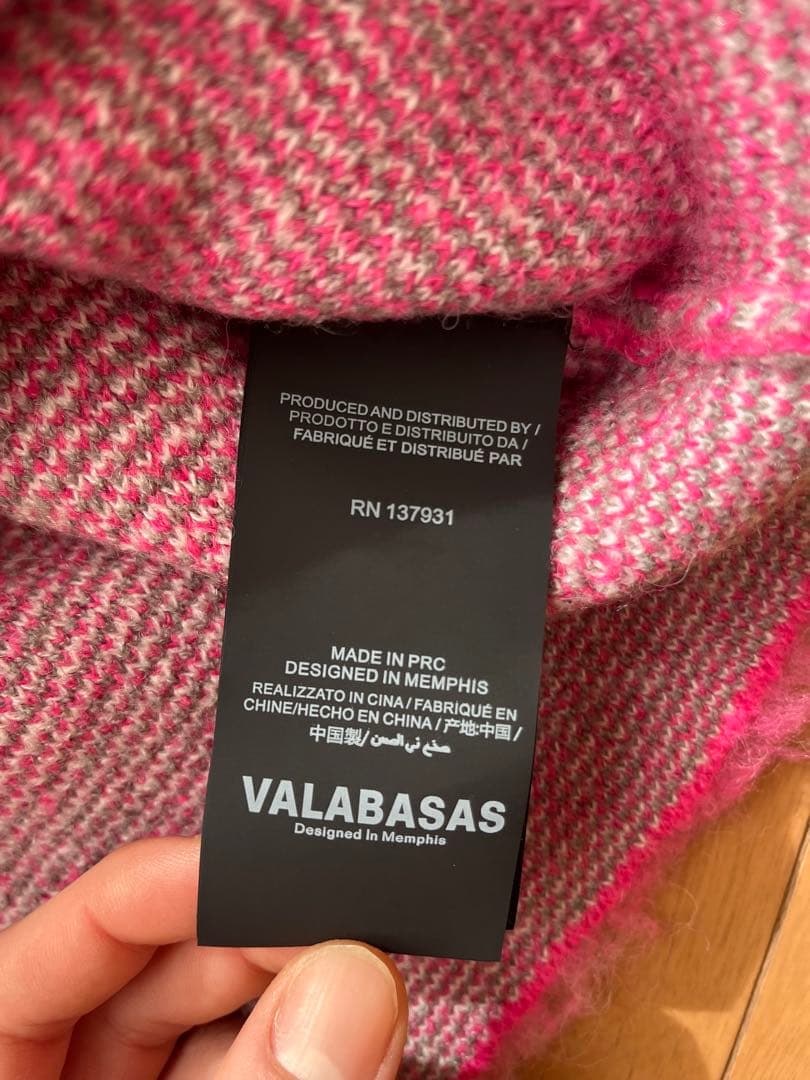 PRODUCED AND DISTRIBUTED BY /
PRODOTTO E DISTRIBUITO DA /
FABRIQUÉ ET DISTRIBUÉ PAR
RN 137931
MADE IN PRC
DESIGNED IN MEMPHIS
REALIZZATO IN CINA / FABRIQUÉ EN
CHINE/HECHO EN CHINA / 产地:中国 /
中国製/ صنع في الصين
VALABASAS
Designed In Memphis